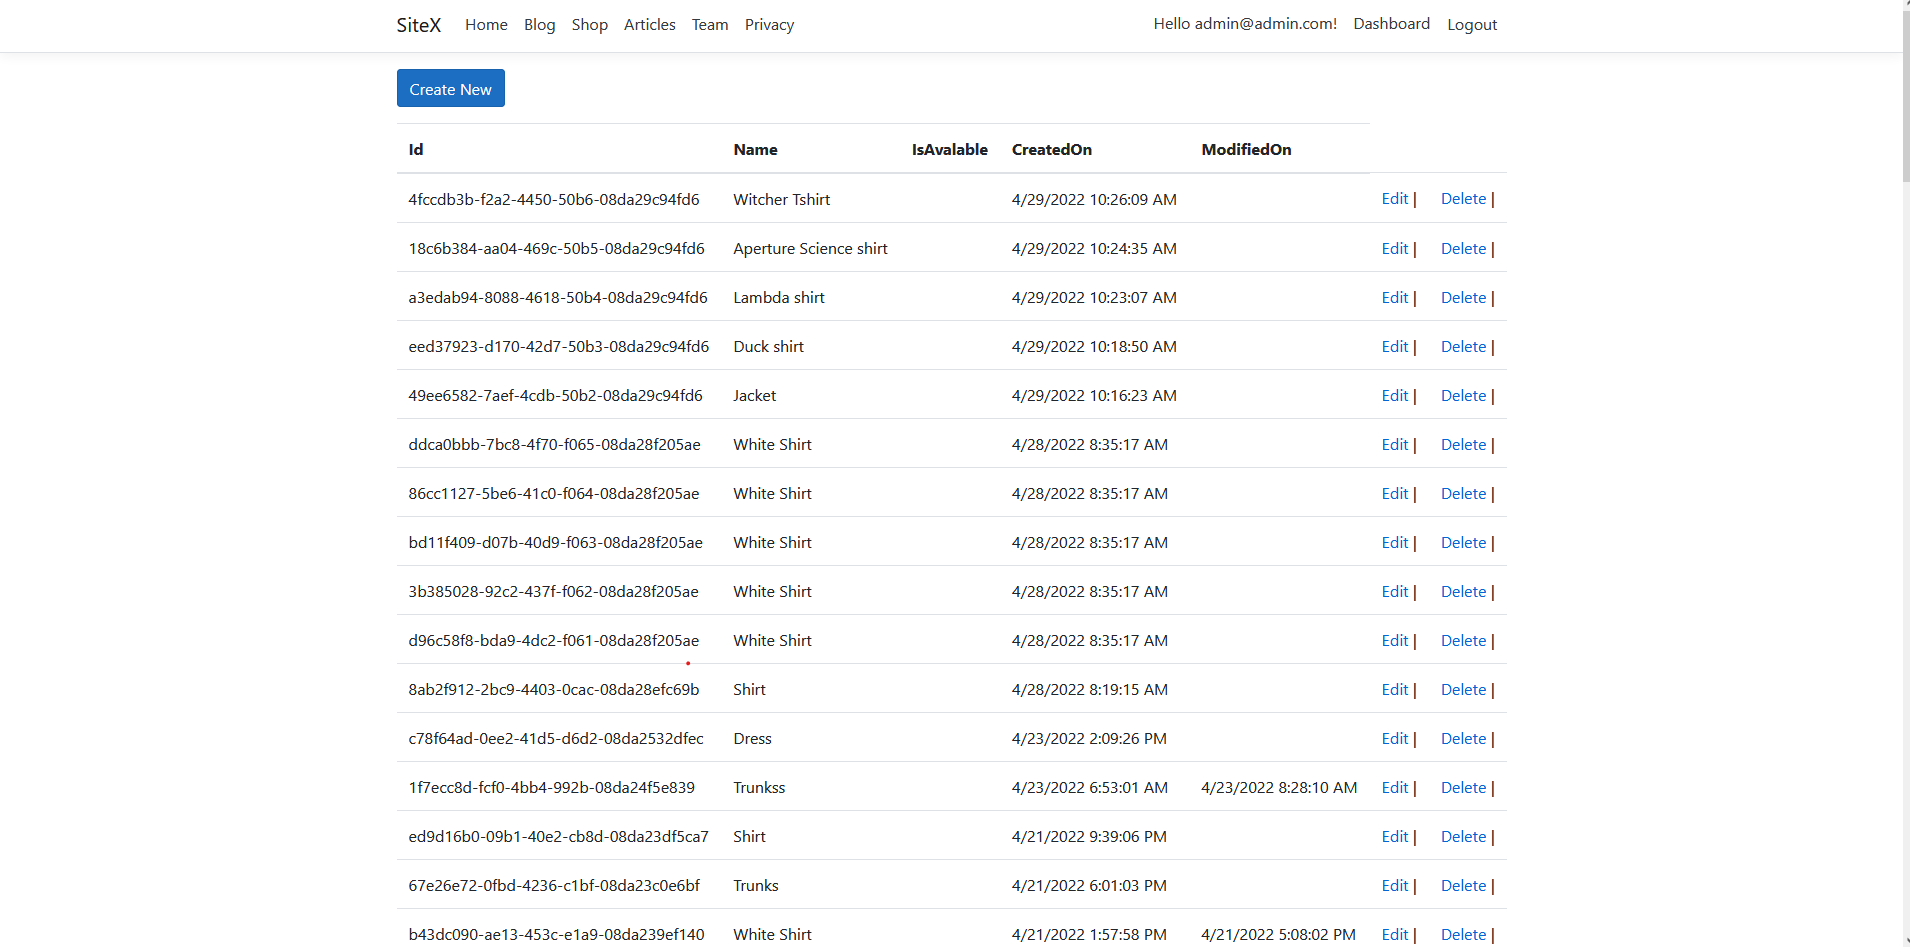 SiteX Home Blog Shop Articles Team Privacy Hello admin@admin.com! Dashboard Logout
Create New
Id Name IsAvalable CreatedOn ModifiedOn
4fccdb3b-f2a2-4450-50b6-08da29c94fd6 Witcher Tshirt 4/29/2022 10:26:09 AM Edit | Delete |
18c6b384-aa04-469c-50b5-08da29c94fd6 Aperture Science shirt 4/29/2022 10:24:35 AM Edit | Delete |
a3edab94-8088-4618-50b4-08da29c94fd6 Lambda shirt 4/29/2022 10:23:07 AM Edit | Delete |
eed37923-d170-42d7-50b3-08da29c94fd6 Duck shirt 4/29/2022 10:18:50 AM Edit | Delete |
49ee6582-7aef-4cdb-50b2-08da29c94fd6 Jacket 4/29/2022 10:16:23 AM Edit | Delete |
ddca0bbb-7bc8-4f70-f065-08da28f205ae White Shirt 4/28/2022 8:35:17 AM Edit | Delete |
86cc1127-5be6-41c0-f064-08da28f205ae White Shirt 4/28/2022 8:35:17 AM Edit | Delete |
bd11f409-d07b-40d9-f063-08da28f205ae White Shirt 4/28/2022 8:35:17 AM Edit | Delete |
3b385028-92c2-437f-f062-08da28f205ae White Shirt 4/28/2022 8:35:17 AM Edit | Delete |
d96c58f8-bda9-4dc2-f061-08da28f205ae White Shirt 4/28/2022 8:35:17 AM Edit | Delete |
8ab2f912-2bc9-4403-0cac-08da28efc69b Shirt 4/28/2022 8:19:15 AM Edit | Delete |
c78f64ad-0ee2-41d5-d6d2-08da2532dfec Dress 4/23/2022 2:09:26 PM Edit | Delete |
1f7ecc8d-fcf0-4bb4-992b-08da24f5e839 Trunkss 4/23/2022 6:53:01 AM 4/23/2022 8:28:10 AM Edit | Delete |
ed9d16b0-09b1-40e2-cb8d-08da23df5ca7 Shirt 4/21/2022 9:39:06 PM Edit | Delete |
67e26e72-0fbd-4236-c1bf-08da23c0e6bf Trunks 4/21/2022 6:01:03 PM Edit | Delete |
b43dc090-ae13-453c-e1a9-08da239ef140 White Shirt 4/21/2022 1:57:58 PM 4/21/2022 5:08:02 PM Edit | Delete |